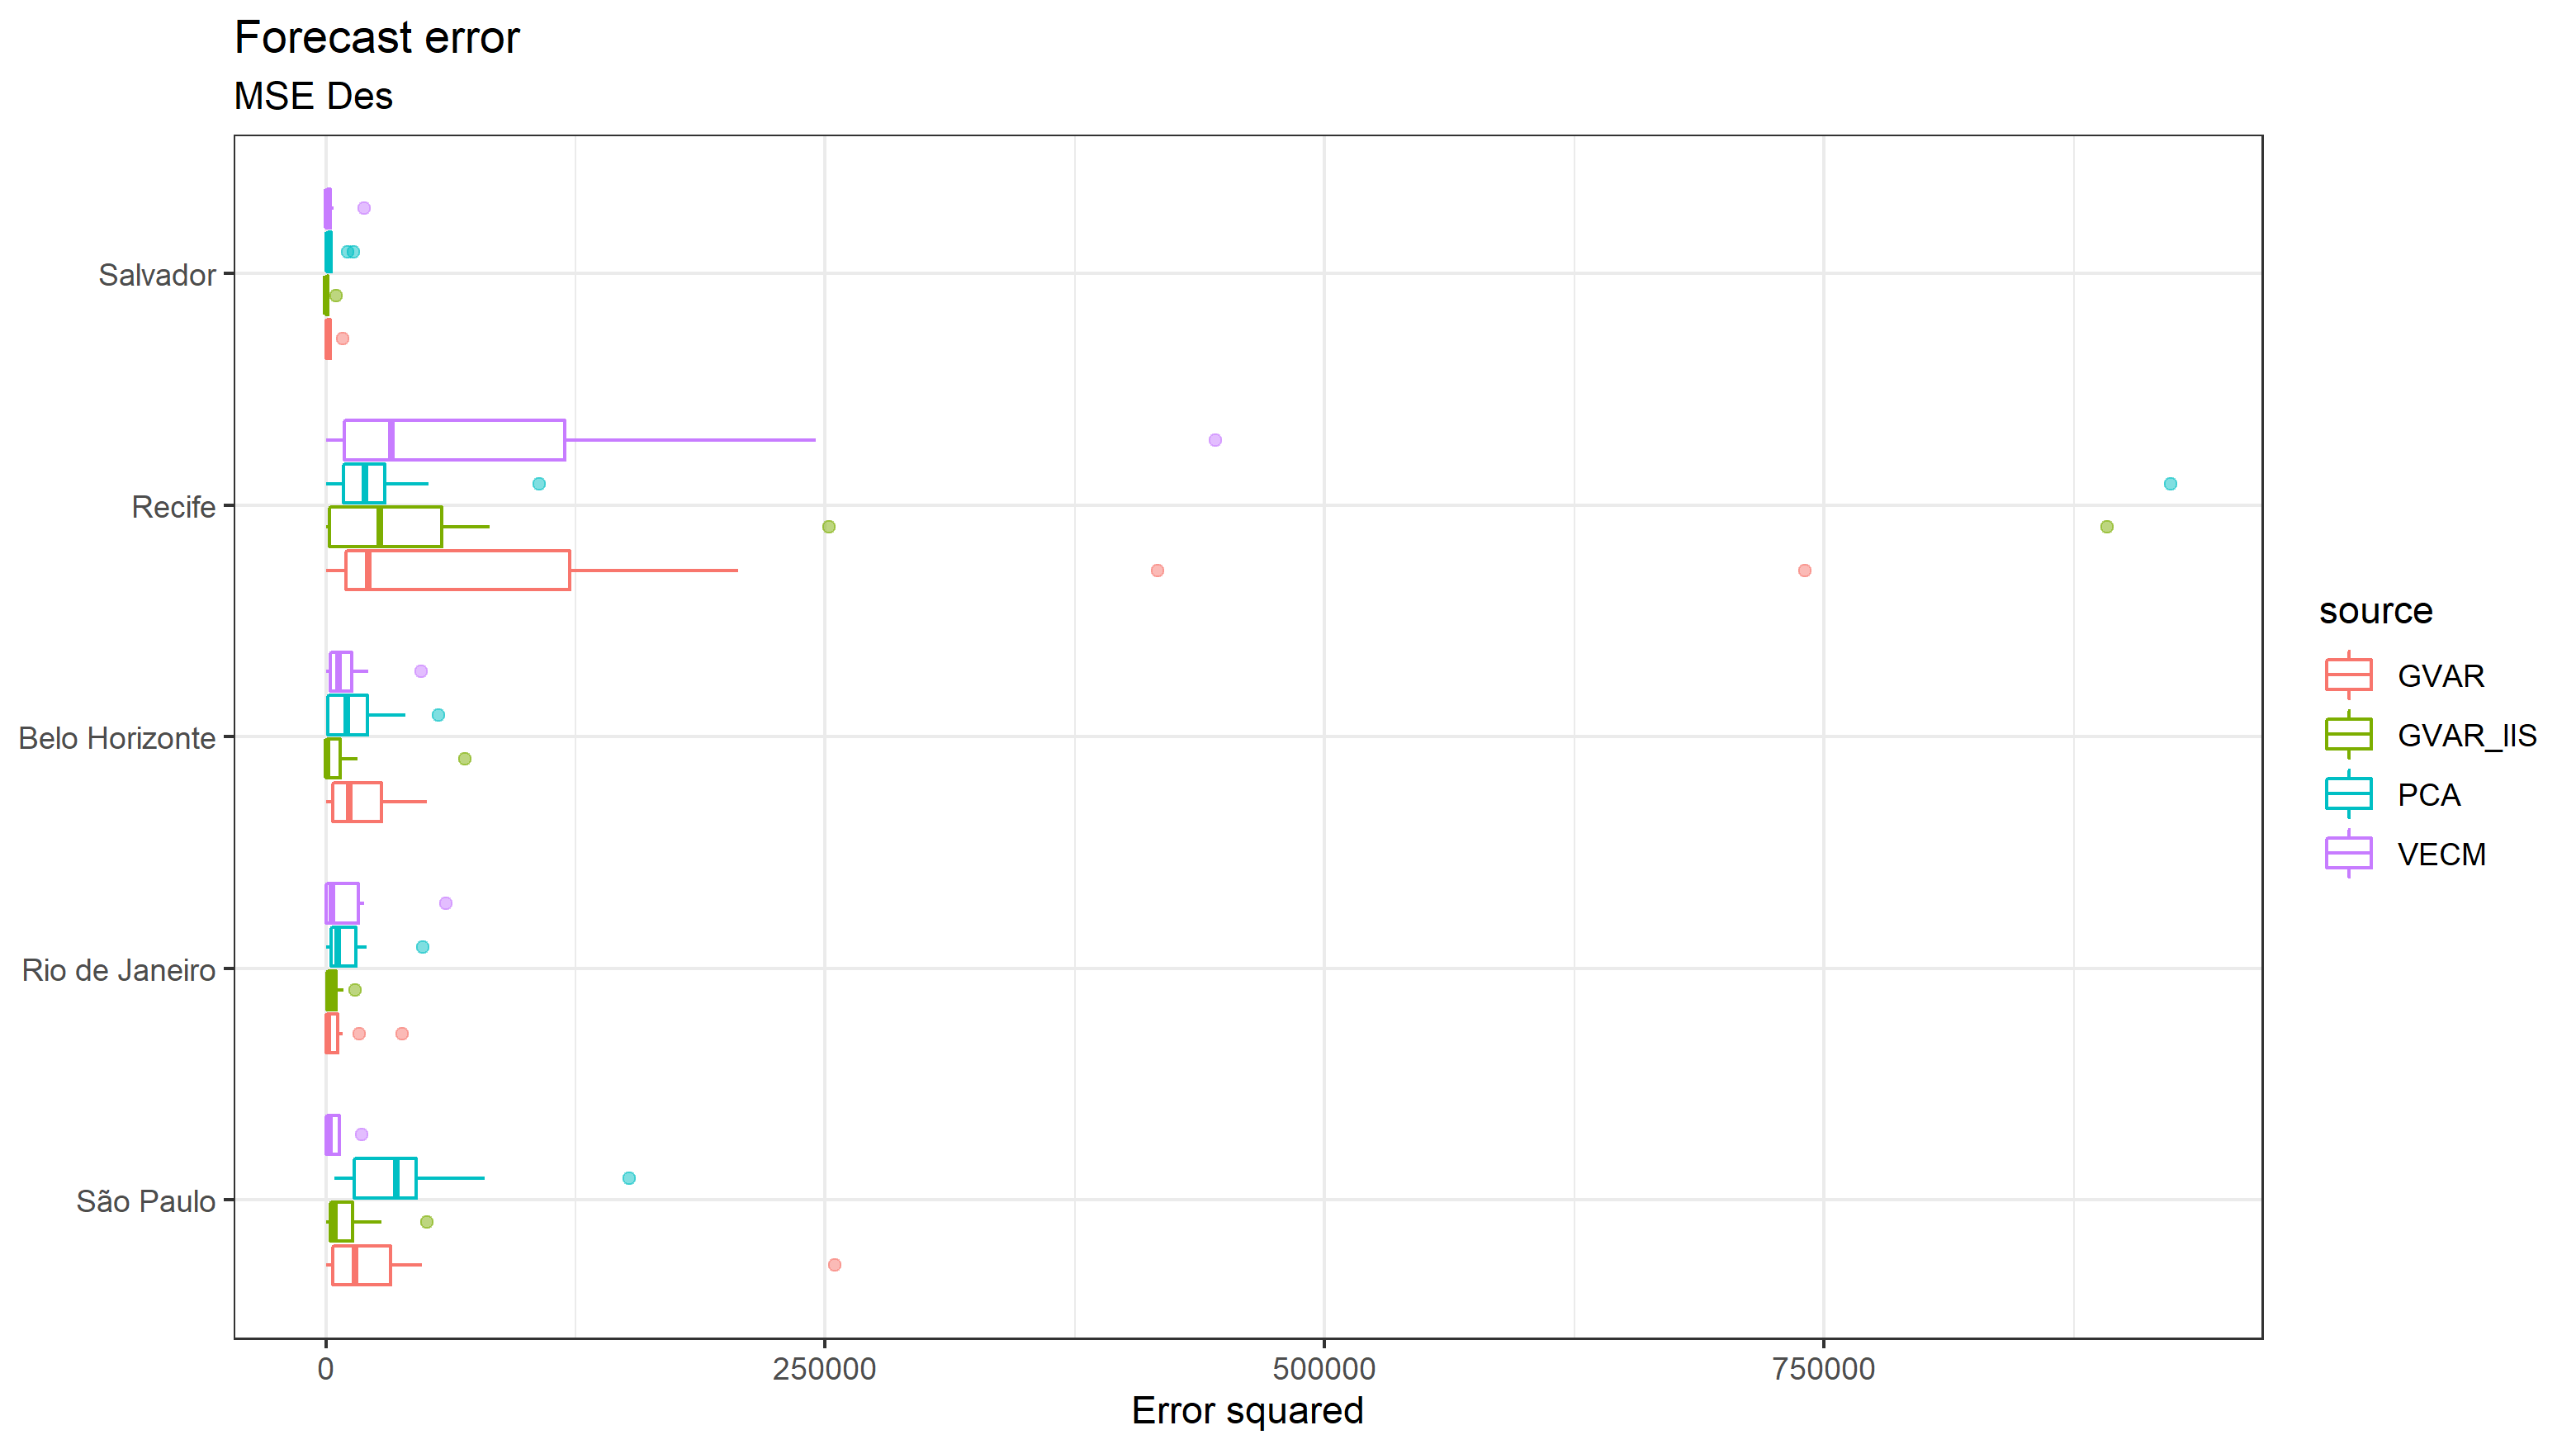 Forecast error
MSE Des
Salvador
Recife
Belo Horizonte
Rio de Janeiro
São Paulo
0
250000
500000
750000
Error squared
source
GVAR
GVAR_IIS
PCA
VECM